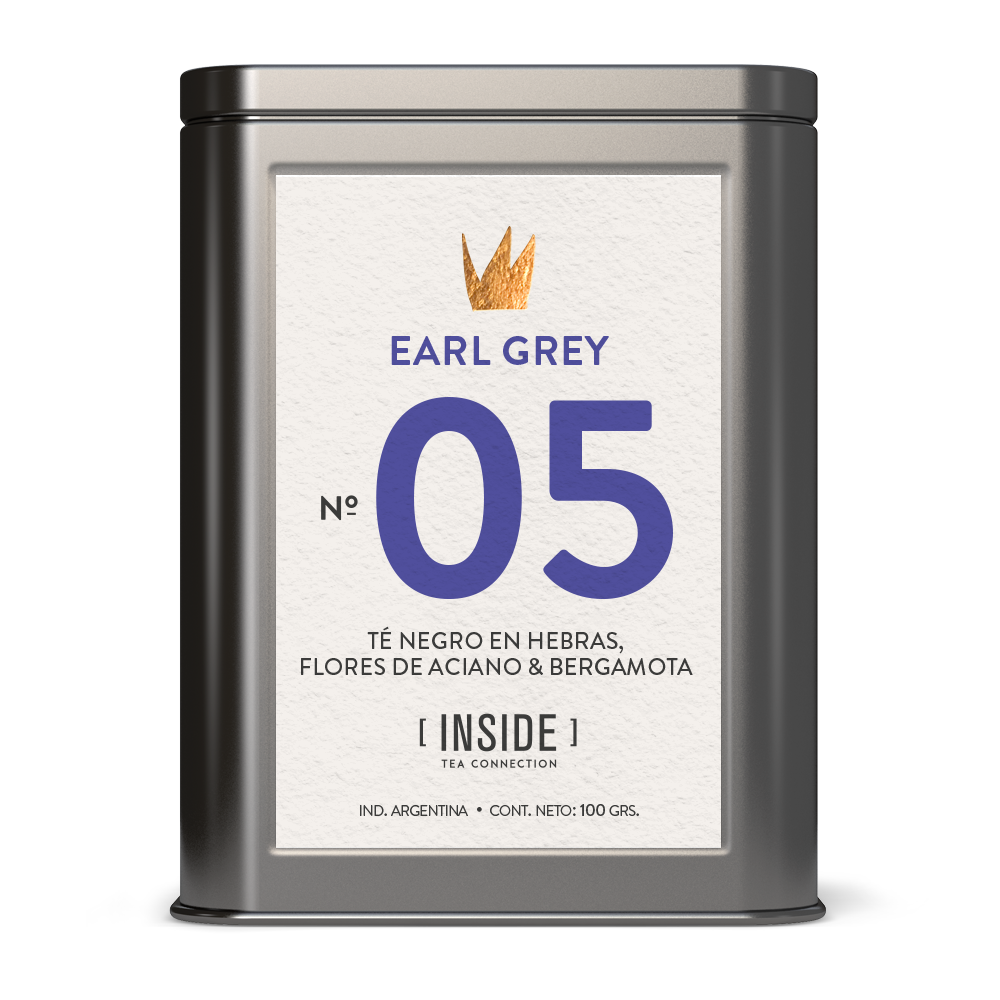 EARL GREY
Nº 05
TÉ NEGRO EN HEBRAS,
FLORES DE ACIANO & BERGAMOTA
[ INSIDE ]
TEA CONNECTION
IND. ARGENTINA • CONT. NETO: 100 GRS.